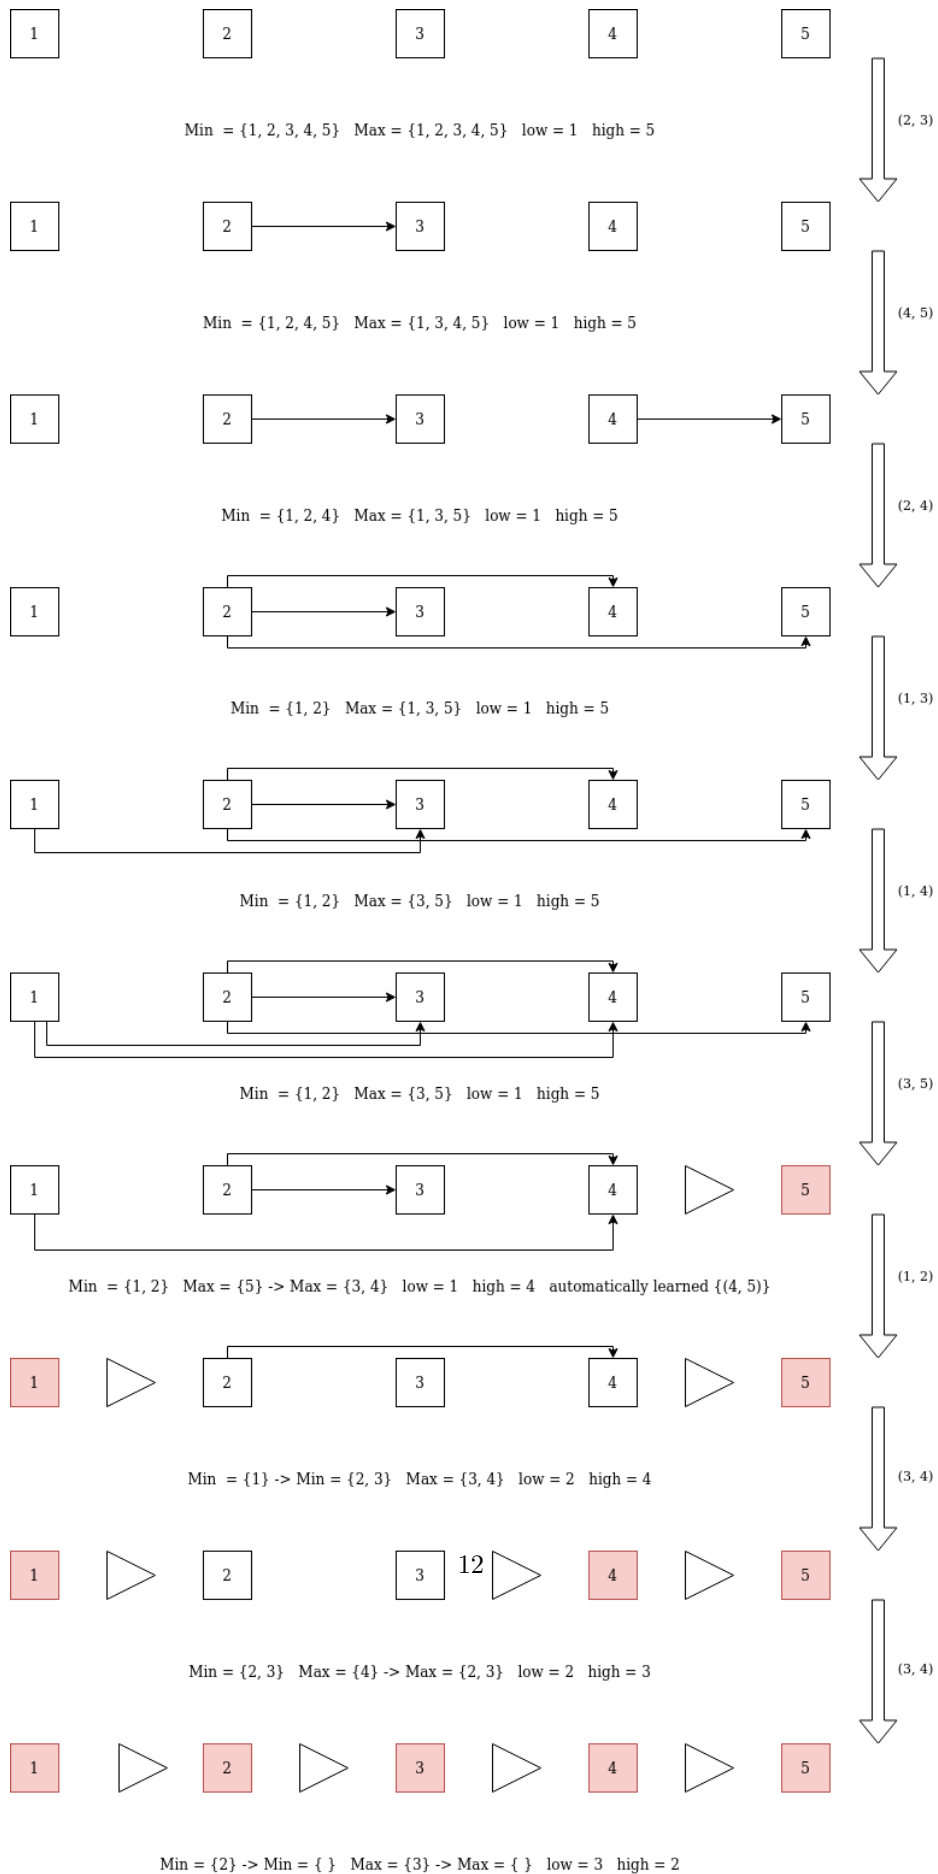 1 2 3 4 5
(2, 3)
Min = {1, 2, 3, 4, 5} Max = {1, 2, 3, 4, 5} low = 1 high = 5
1 2 3 4 5
(4, 5)
Min = {1, 2, 4, 5} Max = {1, 3, 4, 5} low = 1 high = 5
1 2 3 4 5
(2, 4)
Min = {1, 2, 4} Max = {1, 3, 5} low = 1 high = 5
1 2 3 4 5
(1, 3)
Min = {1, 2} Max = {1, 3, 5} low = 1 high = 5
1 2 3 4 5
(1, 4)
Min = {1, 2} Max = {3, 5} low = 1 high = 5
1 2 3 4 5
(3, 5)
Min = {1, 2} Max = {3, 5} low = 1 high = 5
1 2 3 4 5
(1, 2)
Min = {1, 2} Max = {5} -> Max = {3, 4} low = 1 high = 4 automatically learned {(4, 5)}
1 2 3 4 5
(3, 4)
Min = {1} -> Min = {2, 3} Max = {3, 4} low = 2 high = 4
1 2 3 12 4 5
(3, 4)
Min = {2, 3} Max = {4} -> Max = {2, 3} low = 2 high = 3
1 2 3 4 5
Min = {2} -> Min = { } Max = {3} -> Max = { } low = 3 high = 2